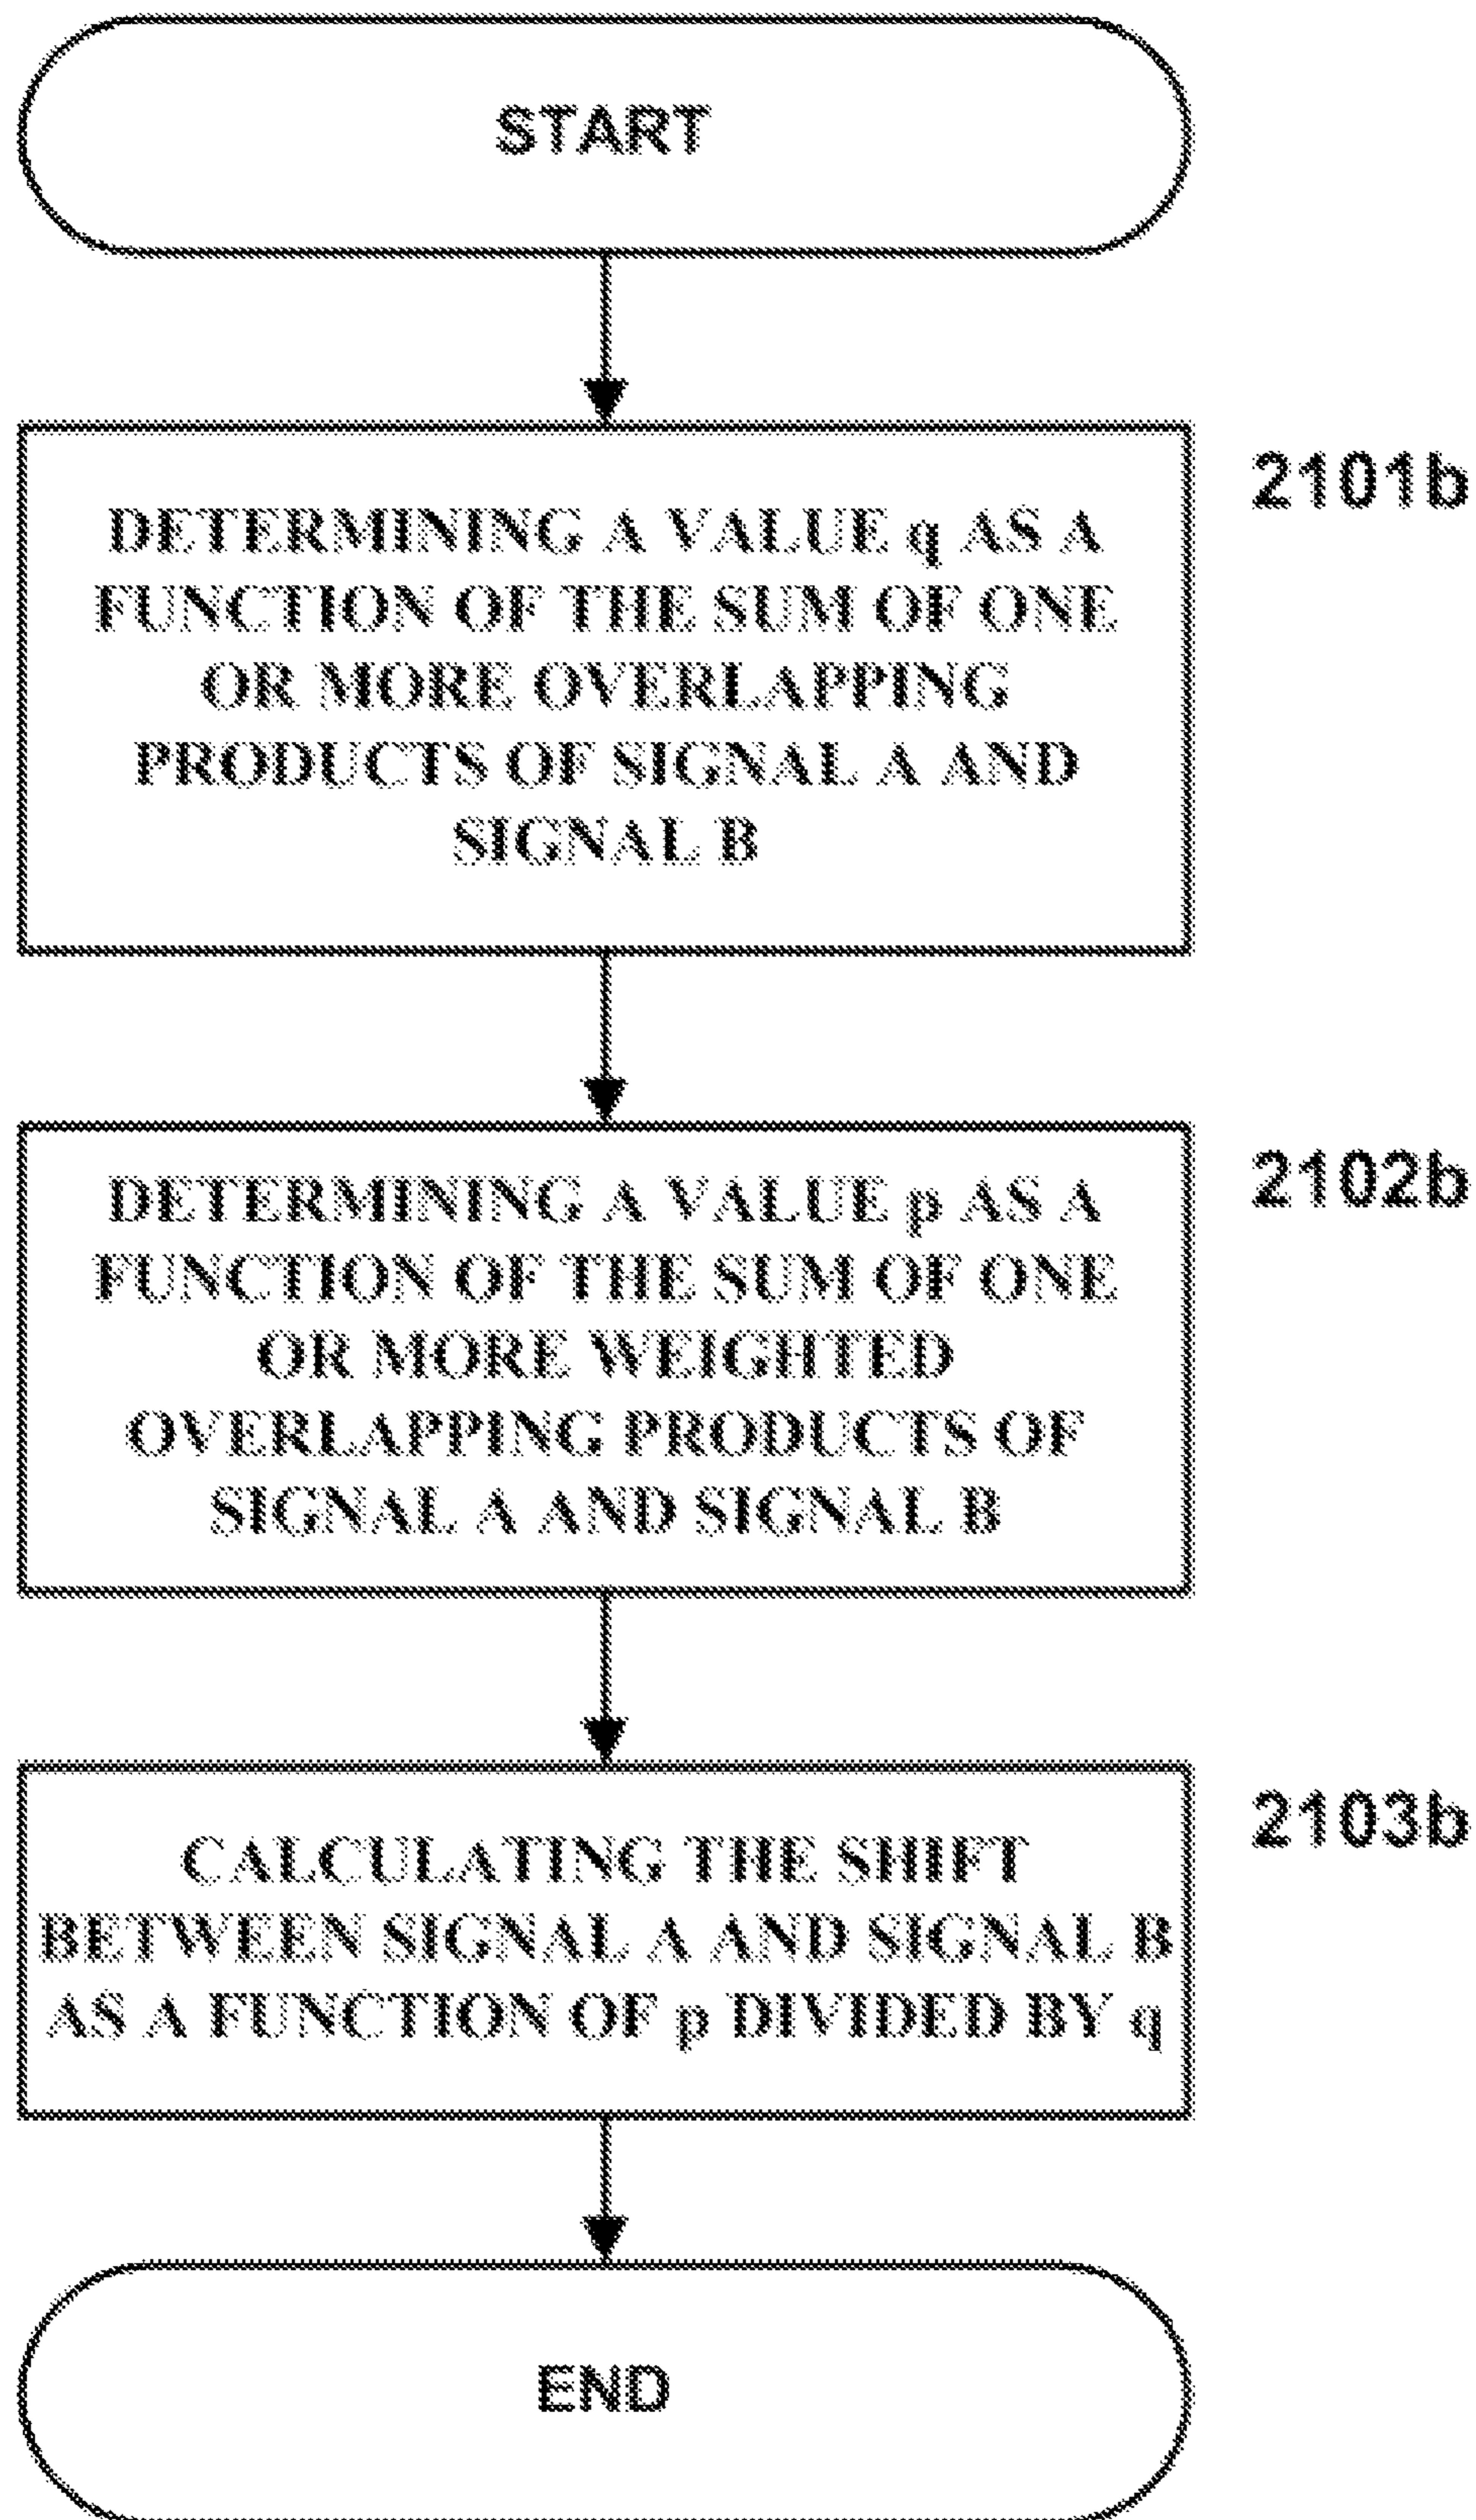 START
2101b
DETERMINING A VALUE q AS A
FUNCTION OF THE SUM OF ONE
OR MORE OVERLAPPING
PRODUCTS OF SIGNAL A AND
SIGNAL B
2102b
DETERMINING A VALUE p AS A
FUNCTION OF THE SUM OF ONE
OR MORE WEIGHTED
OVERLAPPING PRODUCTS OF
SIGNAL A AND SIGNAL B
2103b
CALCULATING THE SHIFT
BETWEEN SIGNAL A AND SIGNAL B
AS A FUNCTION OF p DIVIDED BY q
END